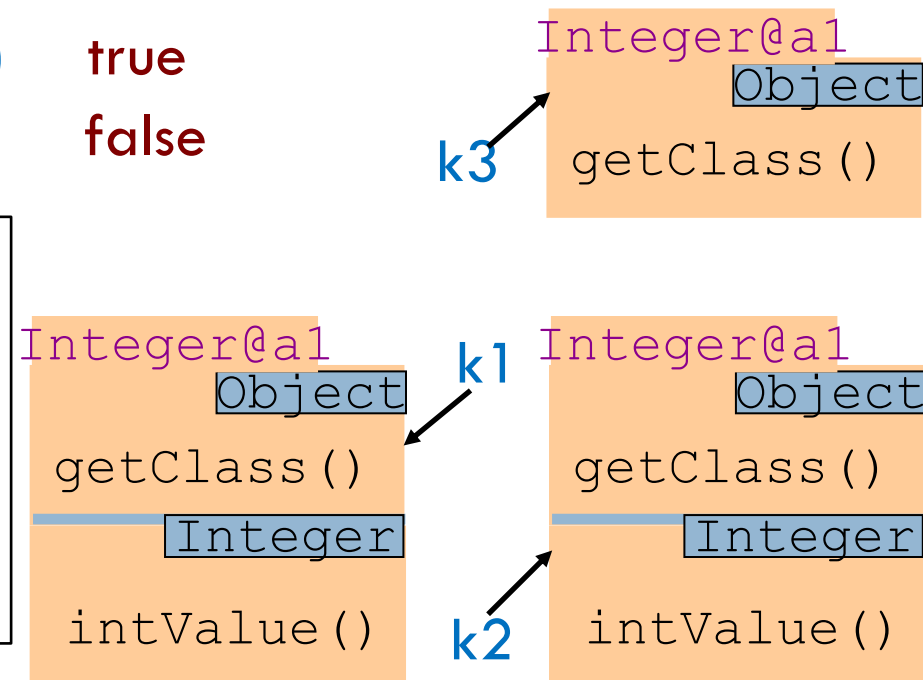 )
true
false
Integer@a1
Object
k3
getClass()
Integer@a1
Object
k1
getClass()
Integer
intValue()
Integer@a1
Object
getClass()
Integer
k2
intValue()